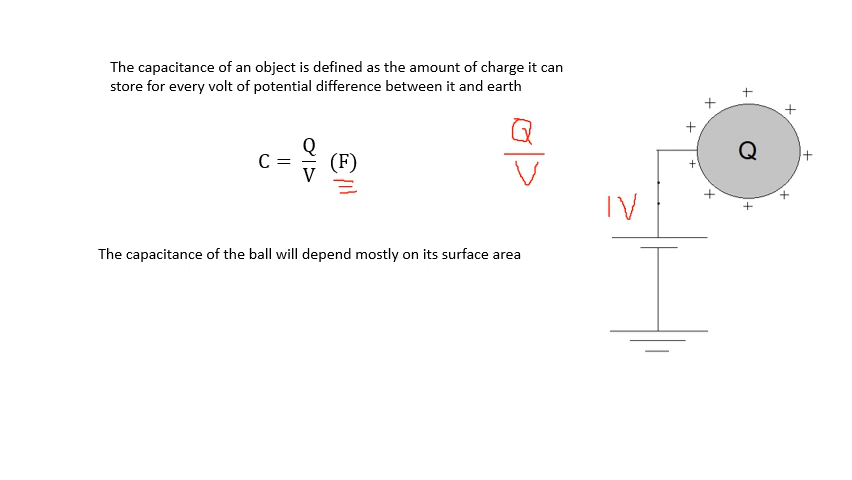 The capacitance of an object is defined as the amount of charge it can
store for every volt of potential difference between it and earth
C = Q/V (F)
Q
V
1V
Q
+ + + + + + + + +
The capacitance of the ball will depend mostly on its surface area